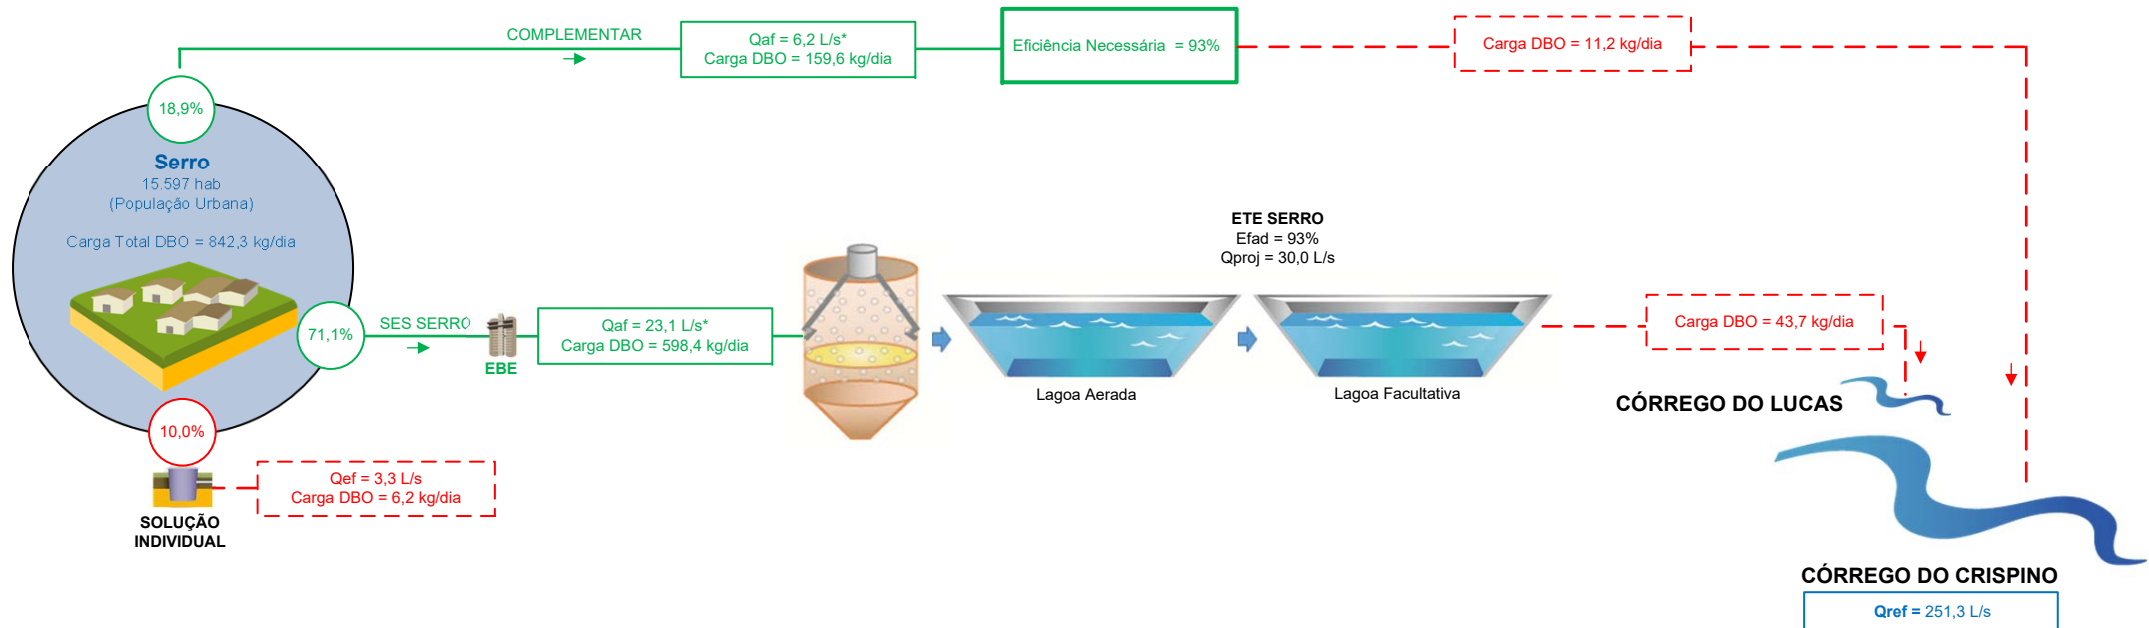 COMPLEMENTAR
Qaf = 6,2 L/s*
Carga DBO = 159,6 kg/dia
Eficiência Necessária = 93%
Carga DBO = 11,2 kg/dia
18,9%
Serro
15.597 hab
(População Urbana)
Carga Total DBO = 842,3 kg/dia
71,1%
SES SERRO
EBE
Qaf = 23,1 L/s*
Carga DBO = 598,4 kg/dia
ETE SERRO
Efad = 93%
Qproj = 30,0 L/s
Lagoa Aerada
Lagoa Facultativa
Carga DBO = 43,7 kg/dia
CÓRREGO DO LUCAS
10,0%
Qef = 3,3 L/s
Carga DBO = 6,2 kg/dia
SOLUÇÃO
INDIVIDUAL
CÓRREGO DO CRISPINO
Qref = 251,3 L/s